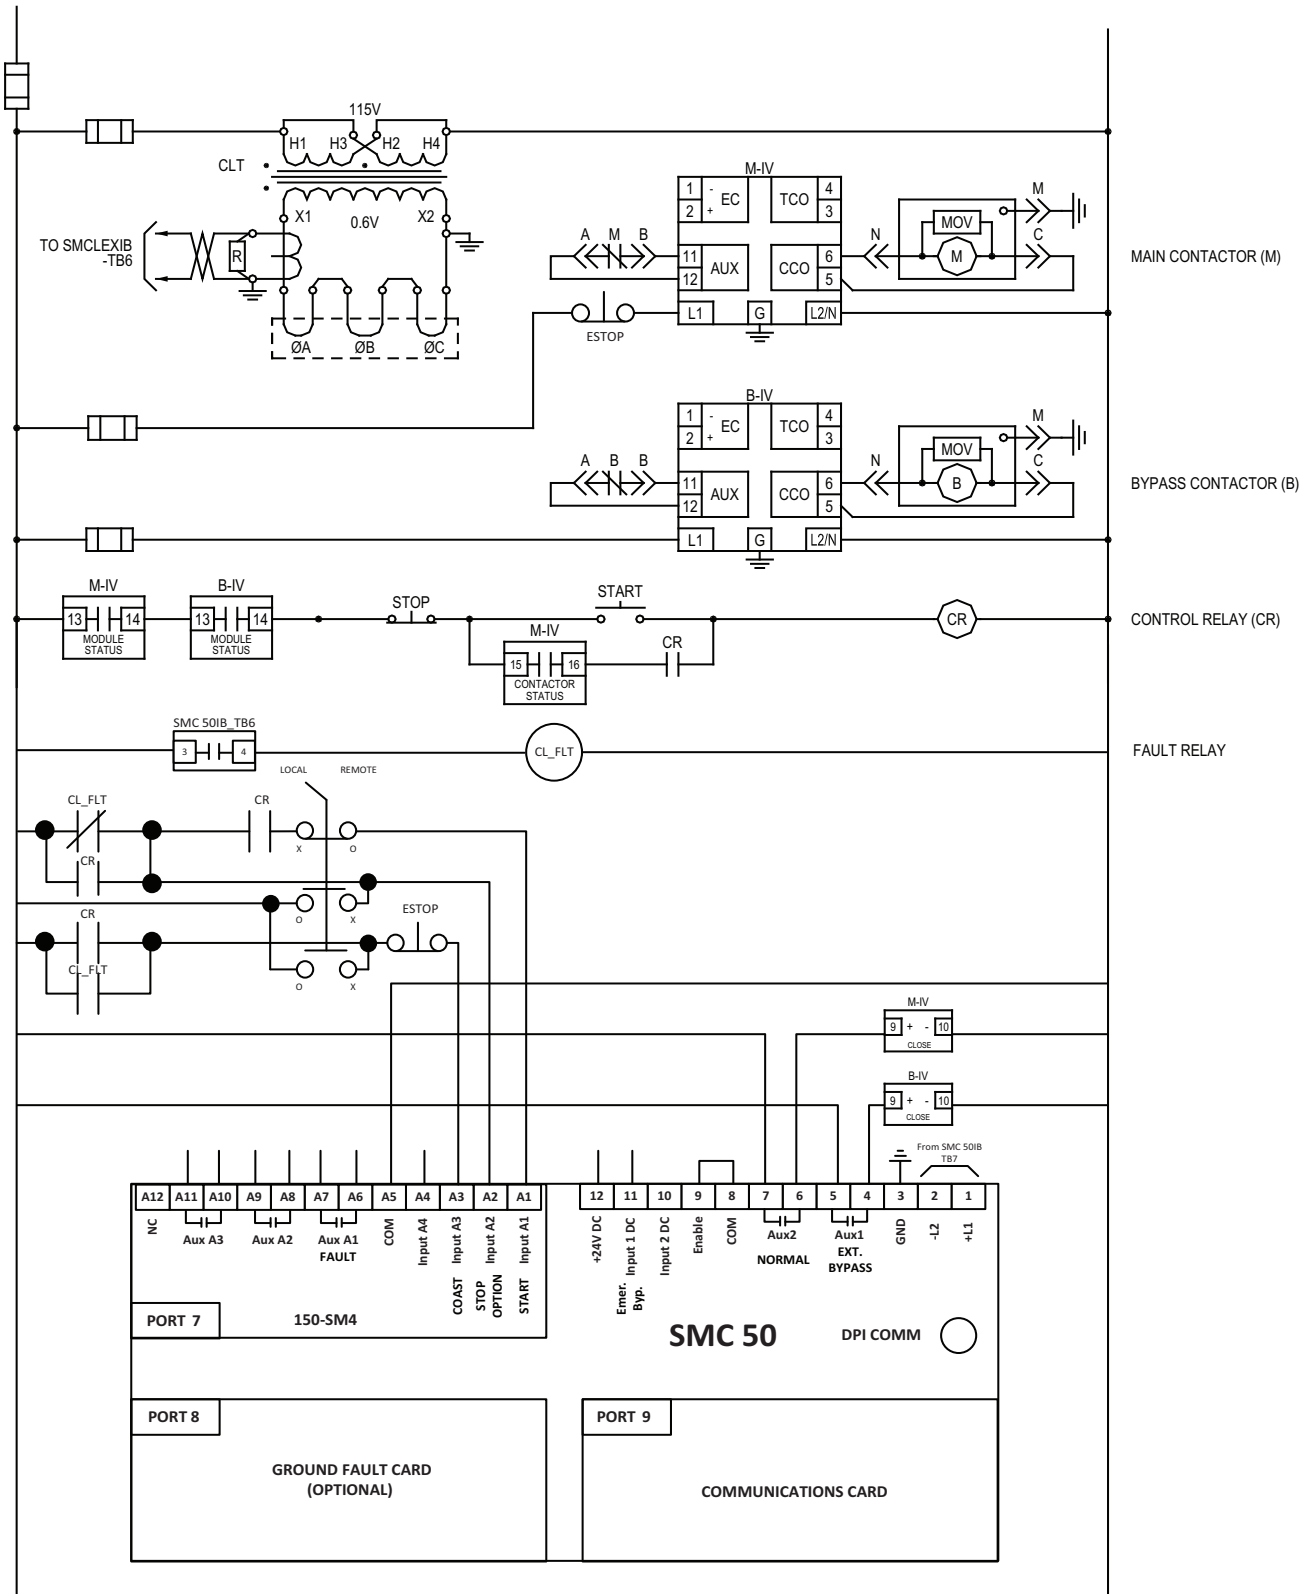 115V
H1 H3 H2 H4
CLT
X1 0.6V X2
TO SMCLEXIB
-TB6
R
ØA ØB ØC
M-IV
1 - EC TCO 4
2 + 3
A M B
11 AUX CCO 6
12 5
L1 G L2/N
ESTOP
N
MOV
M
M
C
MAIN CONTACTOR (M)
B-IV
1 - EC TCO 4
2 + 3
A B B
11 AUX CCO 6
12 5
L1 G L2/N
N
MOV
B
M
C
BYPASS CONTACTOR (B)
M-IV
13 14
MODULE
STATUS
B-IV
13 14
MODULE
STATUS
STOP
START
M-IV
15 16
CONTACTOR
STATUS
CR
CR
CONTROL RELAY (CR)
SMC 50IB_TB6
3 4
CL_FLT
FAULT RELAY
LOCAL REMOTE
CL_FLT
CR
X O
CR
O X
CR
ESTOP
CL_FLT
O X
M-IV
9 + - 10
CLOSE
B-IV
9 + - 10
CLOSE
From SMC 50IB
TB7
A12 A11 A10 A9 A8 A7 A6 A5 A4 A3 A2 A1
NC
Aux A3
Aux A2
Aux A1
FAULT
COM
Input A4
Input A3
COAST
Input A2
STOP
OPTION
Input A1
START
PORT 7
150-SM4
12 11 10 9 8 7 6 5 4 3 2 1
+24V DC
Input 1 DC
Emer.
Byp.
Input 2 DC
Enable
COM
Aux2
NORMAL
Aux1
EXT.
BYPASS
GND
-L2
+L1
SMC 50
DPI COMM
PORT 8
GROUND FAULT CARD
(OPTIONAL)
PORT 9
COMMUNICATIONS CARD